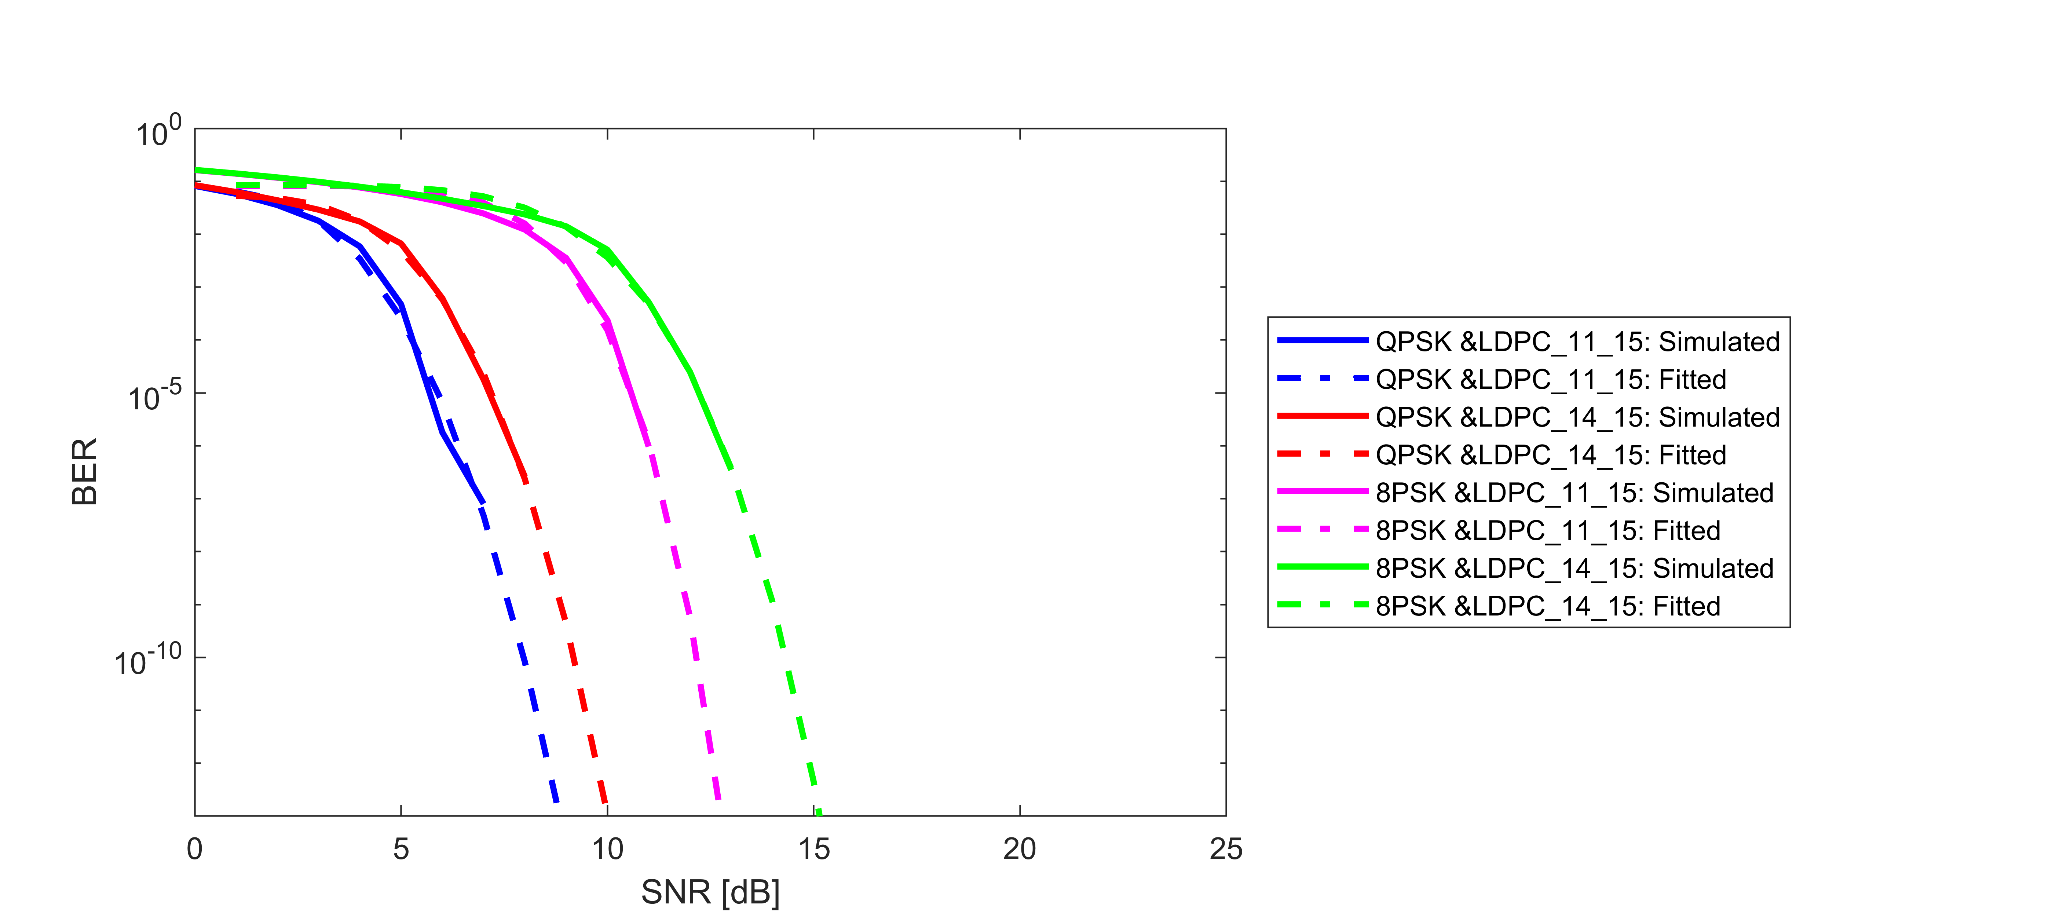 10^0
10^-5
10^-10
BER
0 5 10 15 20 25
SNR [dB]
QPSK &LDPC_11_15: Simulated
QPSK &LDPC_11_15: Fitted
QPSK &LDPC_14_15: Simulated
QPSK &LDPC_14_15: Fitted
8PSK &LDPC_11_15: Simulated
8PSK &LDPC_11_15: Fitted
8PSK &LDPC_14_15: Simulated
8PSK &LDPC_14_15: Fitted